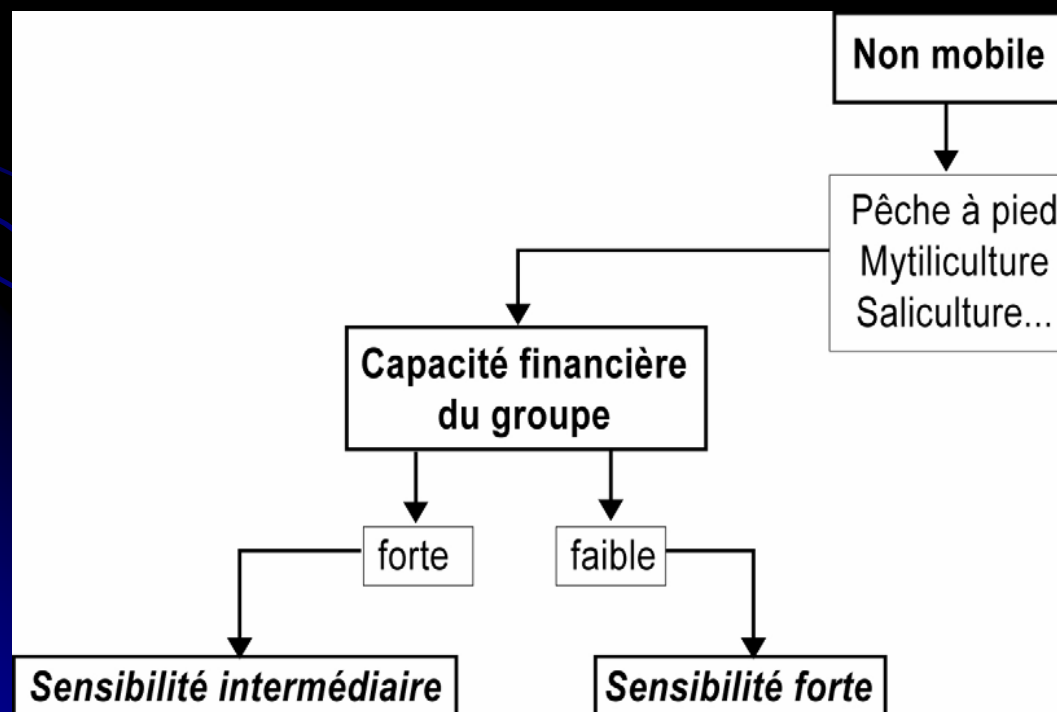 Non mobile
Pêche à pied
Mytiliculture
Saliculture...
Capacité financière
du groupe
forte
faible
Sensibilité intermédiaire
Sensibilité forte